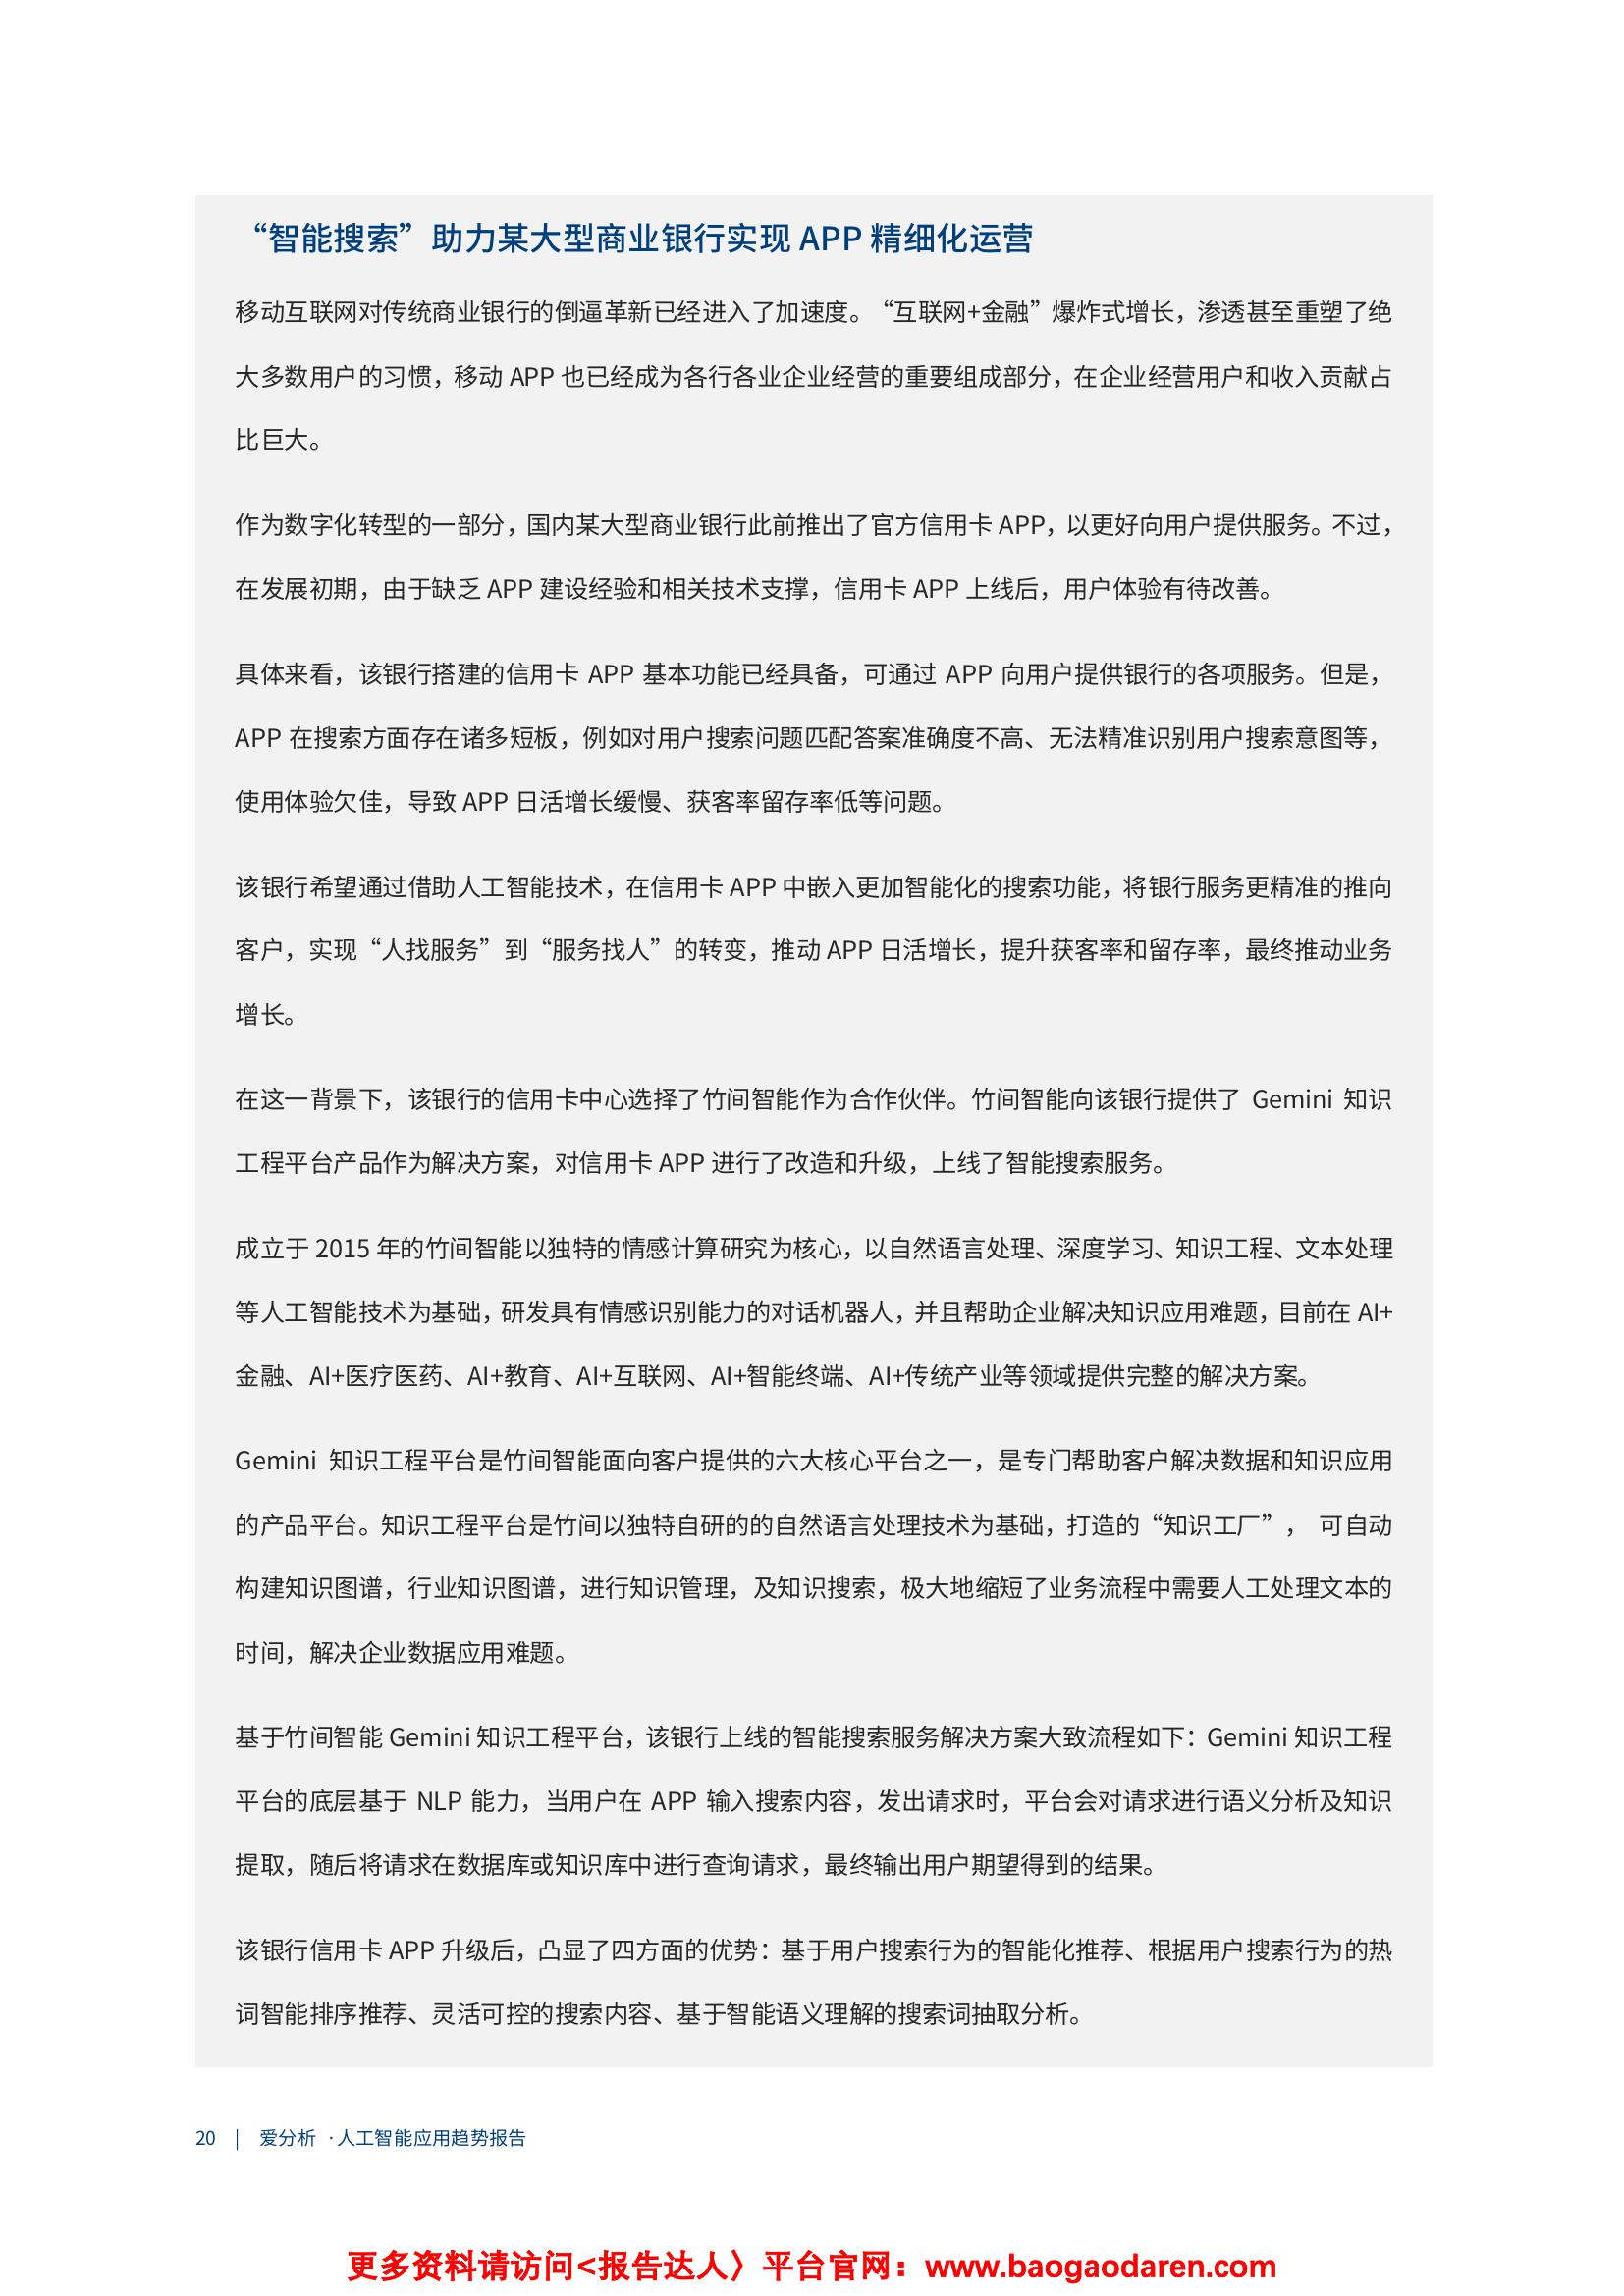 “智能搜索”助力某大型商业银行实现 APP 精细化运营
移动互联网对传统商业银行的倒逼革新已经进入了加速度。“互联网+金融”爆炸式增长，渗透甚至重塑了绝
大多数用户的习惯，移动 APP 也已经成为各行各业企业经营的重要组成部分，在企业经营用户和收入贡献占
比巨大。
作为数字化转型的一部分，国内某大型商业银行此前推出了官方信用卡 APP，以更好向用户提供服务。不过，
在发展初期，由于缺乏 APP 建设经验和相关技术支撑，信用卡 APP 上线后，用户体验有待改善。
具体来看，该银行搭建的信用卡 APP 基本功能已经具备，可通过 APP 向用户提供银行的各项服务。但是，
APP 在搜索方面存在诸多短板，例如对用户搜索问题匹配答案准确度不高、无法精准识别用户搜索意图等，
使用体验欠佳，导致 APP 日活增长缓慢、获客率留存率低等问题。
该银行希望通过借助人工智能技术，在信用卡 APP 中嵌入更加智能化的搜索功能，将银行服务更精准的推向
客户，实现“人找服务”到“服务找人”的转变，推动 APP 日活增长，提升获客率和留存率，最终推动业务
增长。
在这一背景下，该银行的信用卡中心选择了竹间智能作为合作伙伴。竹间智能向该银行提供了 Gemini 知识
工程平台产品作为解决方案，对信用卡 APP 进行了改造和升级，上线了智能搜索服务。
成立于 2015 年的竹间智能以独特的情感计算研究为核心，以自然语言处理、深度学习、知识工程、文本处理
等人工智能技术为基础，研发具有情感识别能力的对话机器人，并且帮助企业解决知识应用难题，目前在 AI+
金融、AI+医疗医药、AI+教育、AI+互联网、AI+智能终端、AI+传统产业等领域提供完整的解决方案。
Gemini 知识工程平台是竹间智能面向客户提供的六大核心平台之一，是专门帮助客户解决数据和知识应用
的产品平台。知识工程平台是竹间以独特自研的的自然语言处理技术为基础，打造的“知识工厂”， 可自动
构建知识图谱，行业知识图谱，进行知识管理，及知识搜索，极大地缩短了业务流程中需要人工处理文本的
时间，解决企业数据应用难题。
基于竹间智能 Gemini 知识工程平台，该银行上线的智能搜索服务解决方案大致流程如下：Gemini 知识工程
平台的底层基于 NLP 能力，当用户在 APP 输入搜索内容，发出请求时，平台会对请求进行语义分析及知识
提取，随后将请求在数据库或知识库中进行查询请求，最终输出用户期望得到的结果。
该银行信用卡 APP 升级后，凸显了四方面的优势：基于用户搜索行为的智能化推荐、根据用户搜索行为的热
词智能排序推荐、灵活可控的搜索内容、基于智能语义理解的搜索词抽取分析。
20 | 爱分析 ·人工智能应用趋势报告
更多资料请访问<报告达人〉平台官网：www.baogaodaren.com